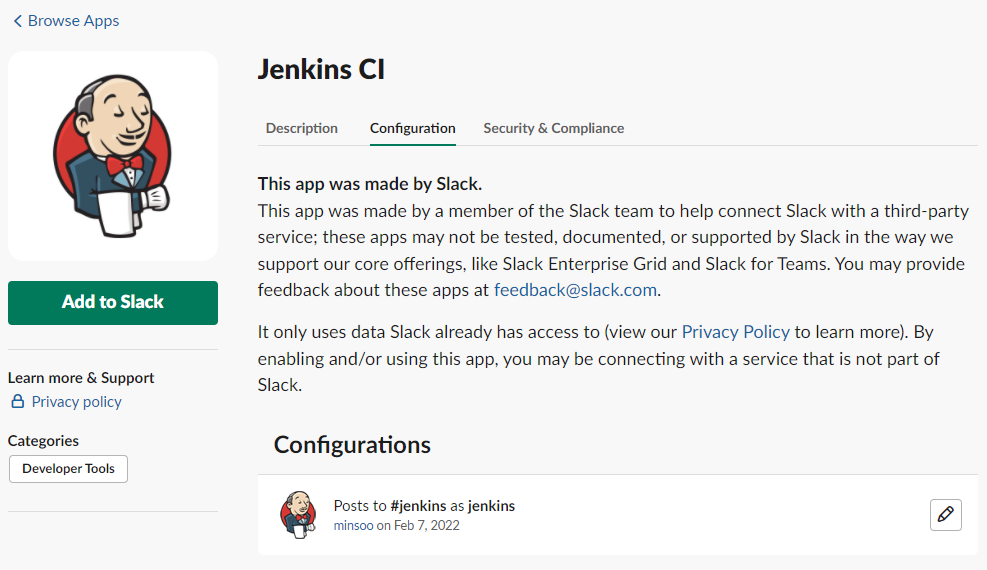 Browse Apps
Jenkins CI
Description Configuration Security & Compliance
This app was made by Slack.
This app was made by a member of the Slack team to help connect Slack with a third-party
service; these apps may not be tested, documented, or supported by Slack in the way we
support our core offerings, like Slack Enterprise Grid and Slack for Teams. You may provide
feedback about these apps at feedback@slack.com.
It only uses data Slack already has access to (view our Privacy Policy to learn more). By
enabling and/or using this app, you may be connecting with a service that is not part of
Slack.
Add to Slack
Learn more & Support
Privacy policy
Categories
Developer Tools
Configurations
Posts to #jenkins as jenkins
minsoo on Feb 7, 2022